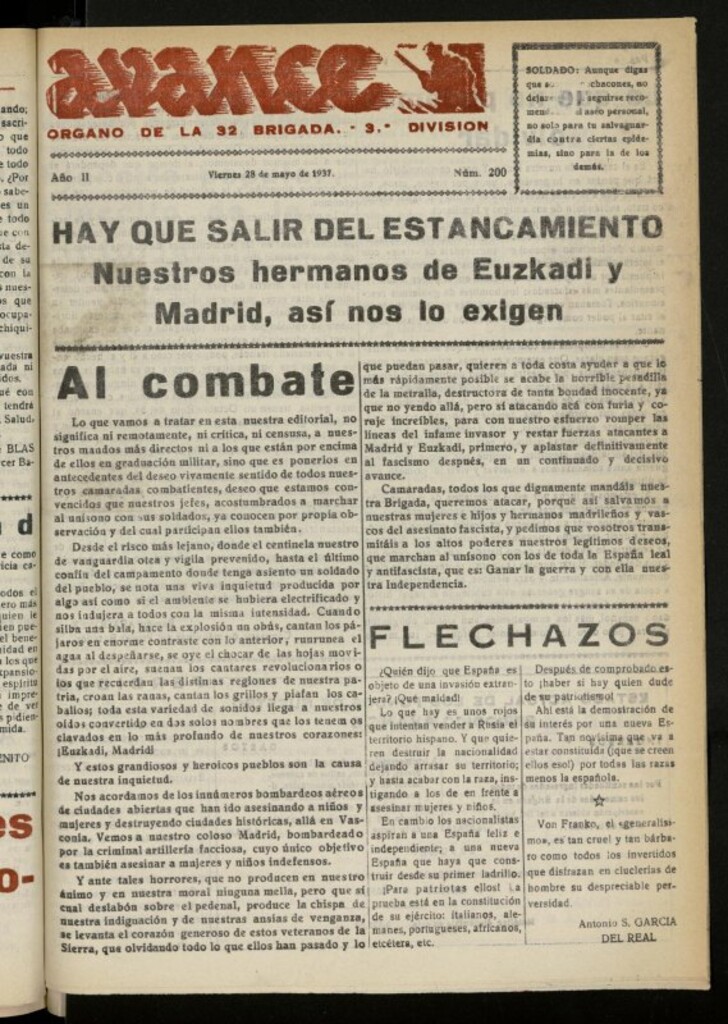 avance
ORGANO DE LA 32 BRIGADA. - 3.ª DIVISION
SOLDADO: Aunque digas
que chacones, no
seguirse reco
aseo personal,
no solo para tu salvaguar
dia contra ciertas epide
mias, sino para la de los
demás.
Año II Viernes 28 de mayo de 1937. Núm. 200
HAY QUE SALIR DEL ESTANCAMIENTO
Nuestros hermanos de Euzkadi y
Madrid, así nos lo exigen
Al combate
Lo que vamos a tratar en esta nuestra editorial, no
significa ni remotamente, ni crítica, ni censusa, a nues-
tros mandos más directos ni a los que están por encima
de ellos en graduación militar, sino que es ponerlos en
antecedentes del deseo vivamente sentido de todos nues-
tros camaradas combatientes, deseo que estamos con-
vencidos que nuestros jefes, acostumbrados a marchar
al unísono con sus soldados, ya conocen por propia ob-
servación y del cual participan ellos también.
Desde el risco más lejano, donde el centinela nuestro
de vanguardia otea y vigila prevenido, hasta el último
confín del campamento donde tenga asiento un soldado
del pueblo, se nota una viva inquietud producida por
algo así como si el ambiente se hubiera electrificado y
nos indujera a todos con la misma intensidad. Cuando
silba una bala, hace la explosión un obús, cantan los pá-
jaros en enorme contraste con lo anterior, runrunea el
agua al despeñarse, se oye el chocar de las hojas movi-
das por el aire, suenan los cantares revolucionarios o
los que recuerdan las distintas regiones de nuestra pa-
tria, croan las ranas, cantan los grillos y piafan los ca-
ballos; toda esta variedad de sonidos llega a nuestros
oídos convertido en dos solos nombres que los tenemos
clavados en lo más profundo de nuestros corazones:
¡Euzkadi, Madrid!
Y estos grandiosos y heroicos pueblos son la causa
de nuestra inquietud.
Nos acordamos de los innúmeros bombardeos aéreos
de ciudades abiertas que han ido asesinando a niños y
mujeres y destruyendo ciudades históricas, allá en Vas-
conia. Vemos a nuestro coloso Madrid, bombardeado
por la criminal artillería facciosa, cuyo único objetivo
es también asesinar a mujeres y niños indefensos.
Y ante tales horrores, que no producen en nuestro
ánimo y en nuestra moral ninguna mella, pero que sí
cual deslabón sobre el pedenal, produce la chispa de
nuestra indignación y de nuestras ansias de venganza,
se levanta el corazón generoso de estos veteranos de la
Sierra, que olvidando todo lo que ellos han pasado y lo
que puedan pasar, quieren a toda costa ayudar a que lo
más rápidamente posible se acabe la horrible pesadilla
de la metralla, destructora de tanta bondad inocente, ya
que no yendo allá, pero sí atacando acá con furia y co-
raje increíbles, para con nuestro esfuerzo romper las
líneas del infame invasor y restar fuerzas atacantes a
Madrid y Euzkadi, primero, y aplastar definitivamente
al fascismo después, en un continuado y decisivo
avance.
Camaradas, todos los que dignamente mandáis nues-
tra Brigada, queremos atacar, porque así salvamos a
nuestras mujeres e hijos y hermanos madrileños y vas-
cos del asesinato fascista, y pedimos que vosotros trans-
mitáis a los altos poderes nuestros legítimos deseos,
que marchan al unísono con los de toda la España leal
y antifascista, que es: Ganar la guerra y con ella nues-
tra Independencia.
FLECHAZOS
¿Quién dijo que España es
objeto de una invasión extran-
jera? ¡Qué maldad!
Lo que hay es unos rojos
que intentan vender a Rusia el
territorio hispano. Y que quie-
ren destruir la nacionalidad
dejando arrasar su territorio;
y hasta acabar con la raza, ins-
tigando a los de en frente a
asesinar mujeres y niños.
En cambio los nacionalistas
aspiran a una España feliz e
independiente; a una nueva
España que haya que cons-
truir desde su primer ladrillo.
¡Para patriotas ellos! La
prueba está en la constitución
de su ejército: italianos, ale-
manes, portugueses, africanos,
etcétera, etc.
Después de comprobado es-
to ¡haber si hay quien dude
de su patriotismo!
Ahí está la demostración de
su interés por una nueva Es-
paña. Tan novísima que va a
estar constituída (¡que se creen
ellos eso!) por todas las razas
menos la española.
☆
Von Franko, el «generalísi-
mo», es tan cruel y tan bárba-
ro como todos los invertidos
que disfrazan en cluclerias de
hombre su despreciable per-
versidad.
Antonio S. GARCIA
DEL REAL